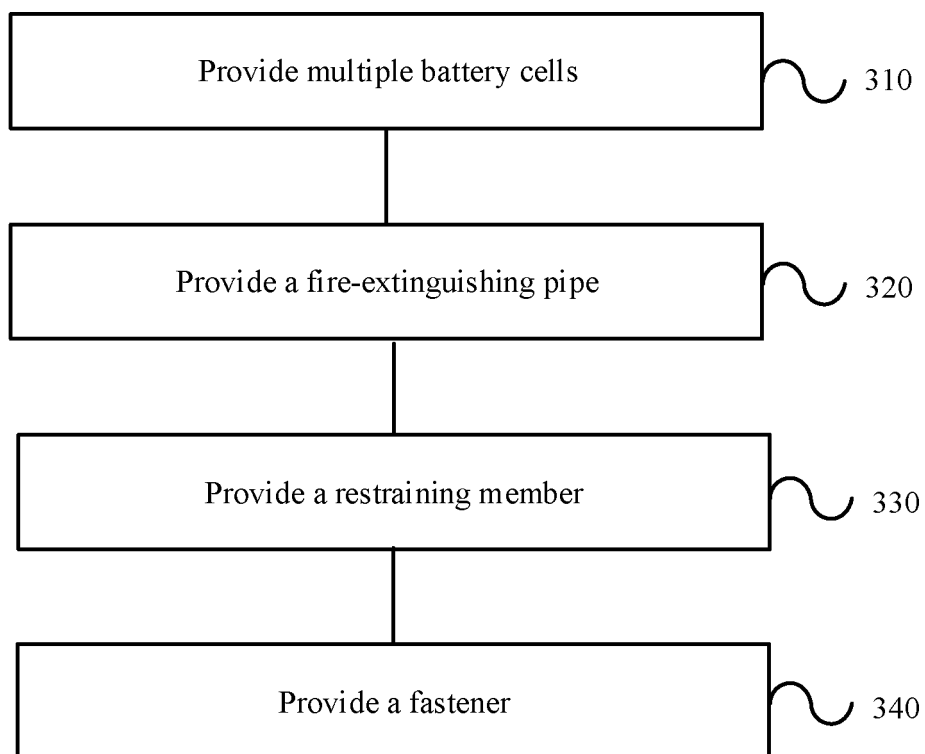 Provide multiple battery cells
310
Provide a fire-extinguishing pipe
320
Provide a restraining member
330
Provide a fastener
340